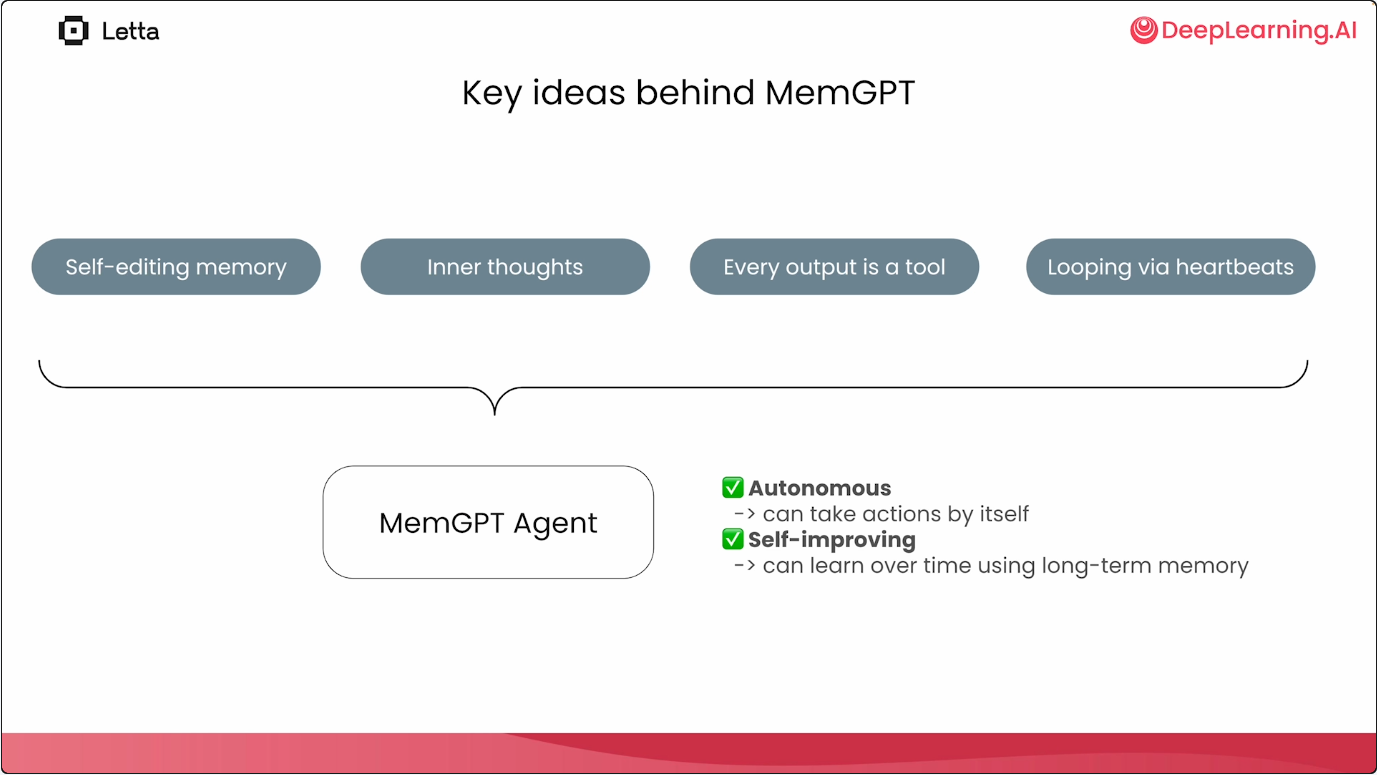 Letta
DeepLearning.AI
Key ideas behind MemGPT
Self-editing memory
Inner thoughts
Every output is a tool
Looping via heartbeats
MemGPT Agent
✅ Autonomous
-> can take actions by itself
✅ Self-improving
-> can learn over time using long-term memory